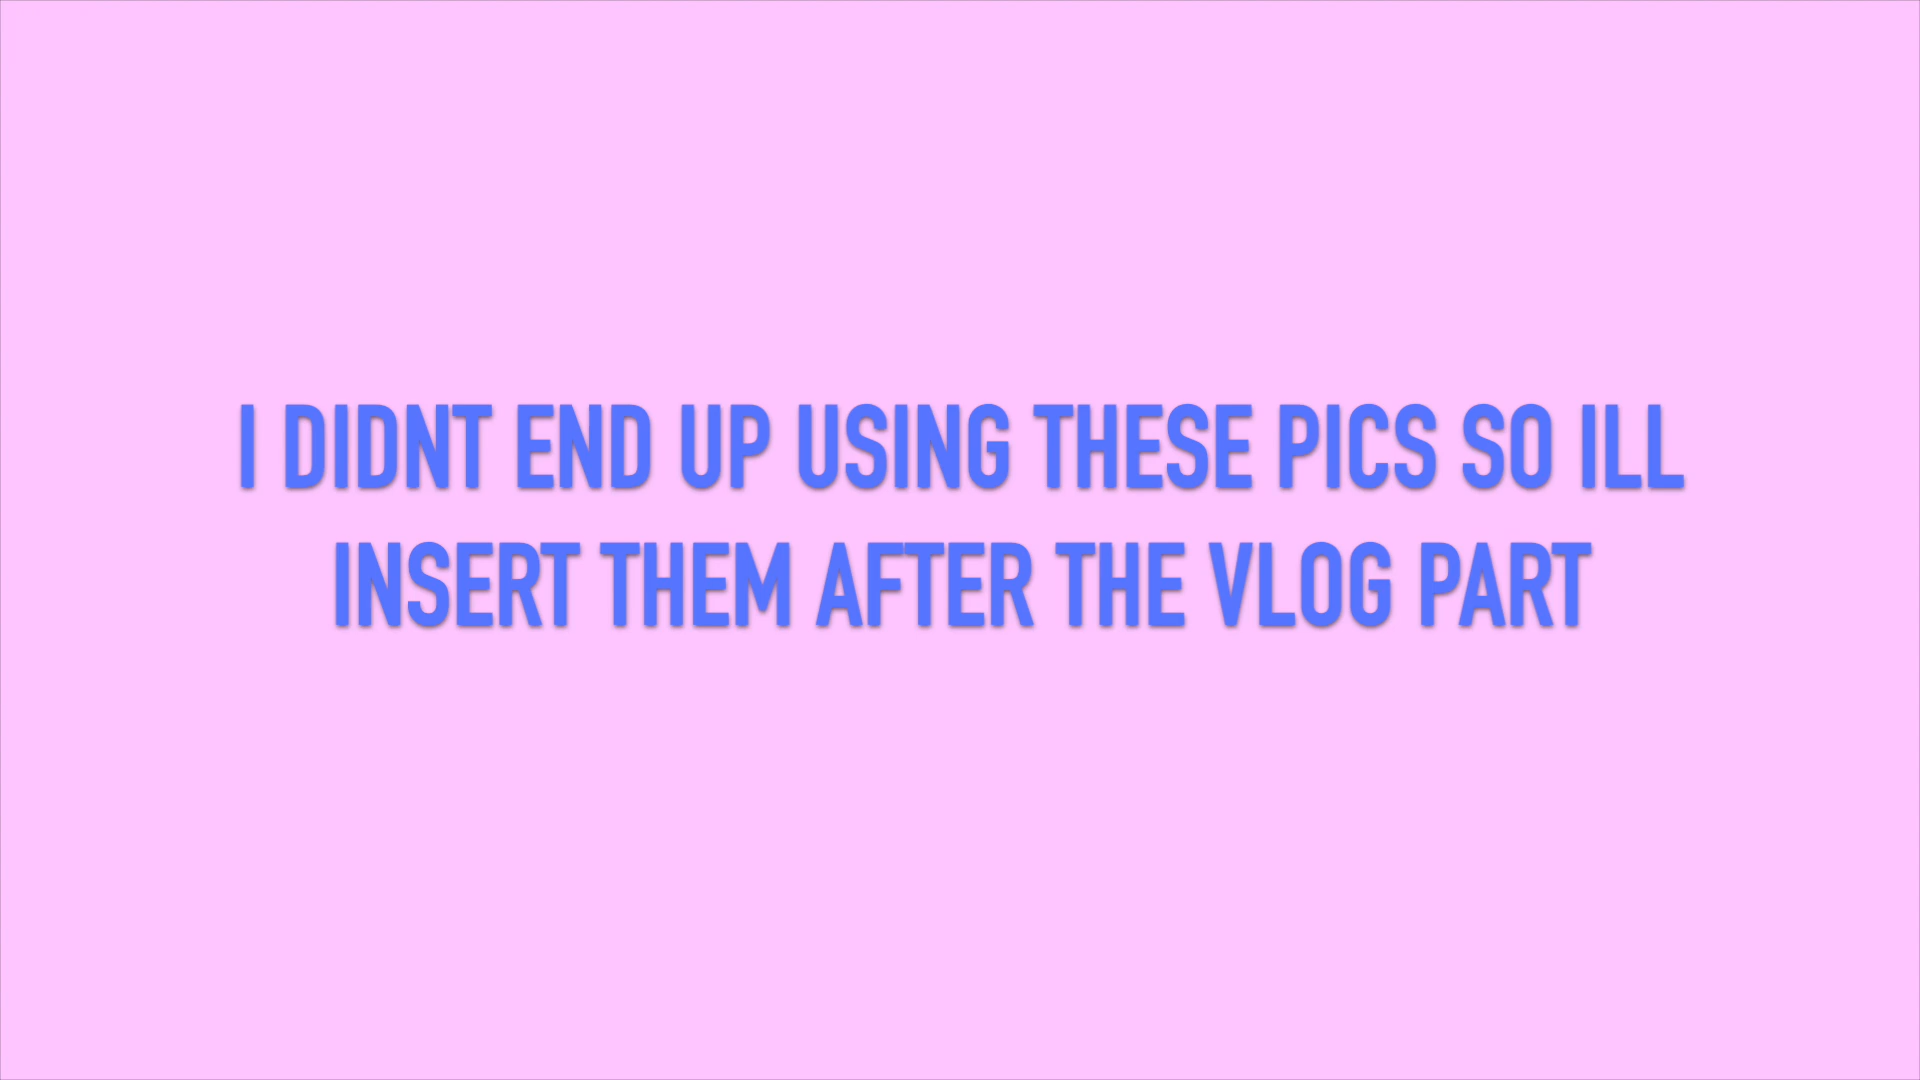 I DIDNT END UP USING THESE PICS SO ILL
INSERT THEM AFTER THE VLOG PART